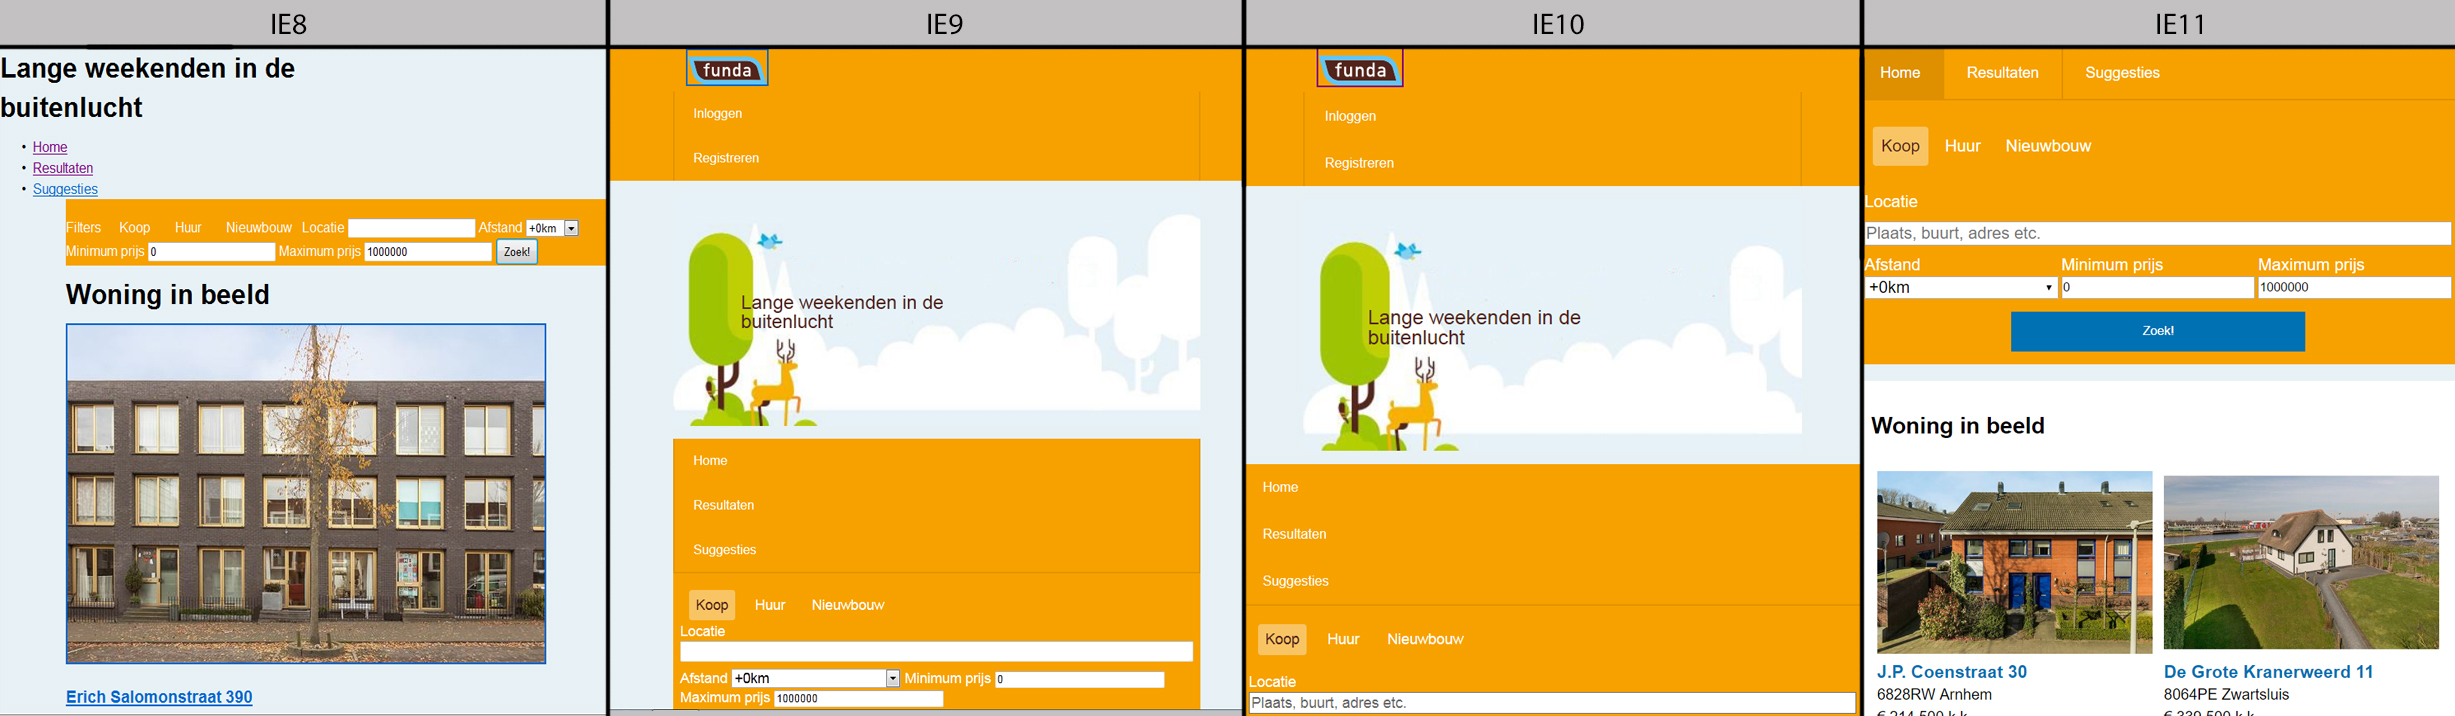 IE8
Lange weekenden in de
buitenlucht
Home
Resultaten
Suggesties
Filters Koop Huur Nieuwbouw Locatie Afstand +0km
Minimum prijs 0 Maximum prijs 1000000 Zoek!
Woning in beeld
Erich Salomonstraat 390
IE9
funda
Inloggen
Registreren
Lange weekenden in de
buitenlucht
Home
Resultaten
Suggesties
Koop Huur Nieuwbouw
Locatie
Afstand +0km Minimum prijs 0
Maximum prijs 1000000
IE10
funda
Inloggen
Registreren
Lange weekenden in de
buitenlucht
Home
Resultaten
Suggesties
Koop Huur Nieuwbouw
Locatie
Plaats, buurt, adres etc.
IE11
Home Resultaten Suggesties
Koop Huur Nieuwbouw
Locatie
Plaats, buurt, adres etc.
Afstand Minimum prijs Maximum prijs
+0km 0 1000000
Zoek!
Woning in beeld
J.P. Coenstraat 30
6828RW Arnhem
De Grote Kranerweerd 11
8064PE Zwartsluis